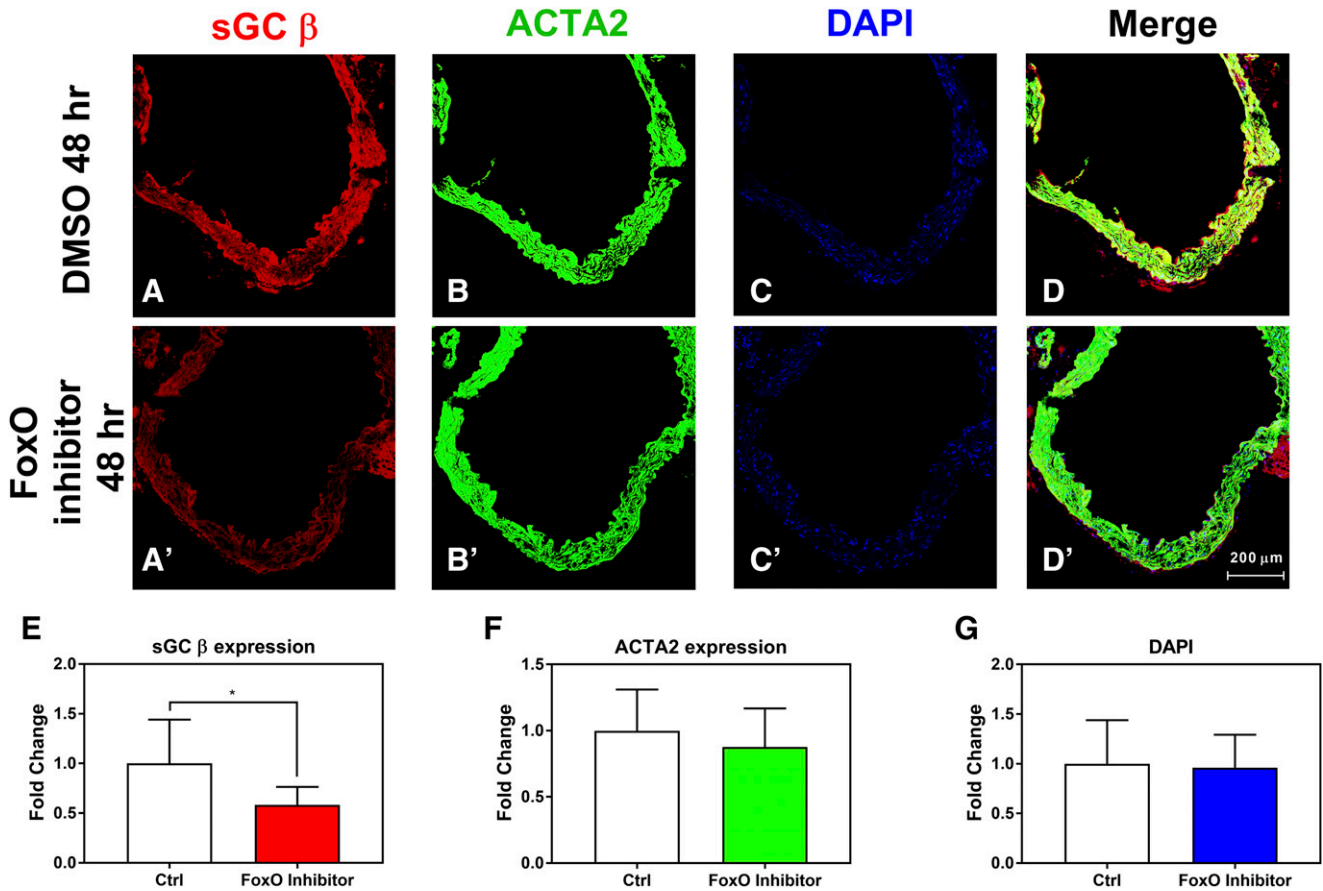 sGC β
ACTA2
DAPI
Merge
DMSO 48 hr
A
B
C
D
FoxO
inhibitor
48 hr
A’
B’
C’
D’
200 μm
E
sGC β expression
Fold Change
2.0
1.5
1.0
0.5
0.0
*
Ctrl
FoxO Inhibitor
F
ACTA2 expression
Fold Change
1.5
1.0
0.5
0.0
Ctrl
FoxO Inhibitor
G
DAPI
Fold Change
2.0
1.5
1.0
0.5
0.0
Ctrl
FoxO Inhibitor